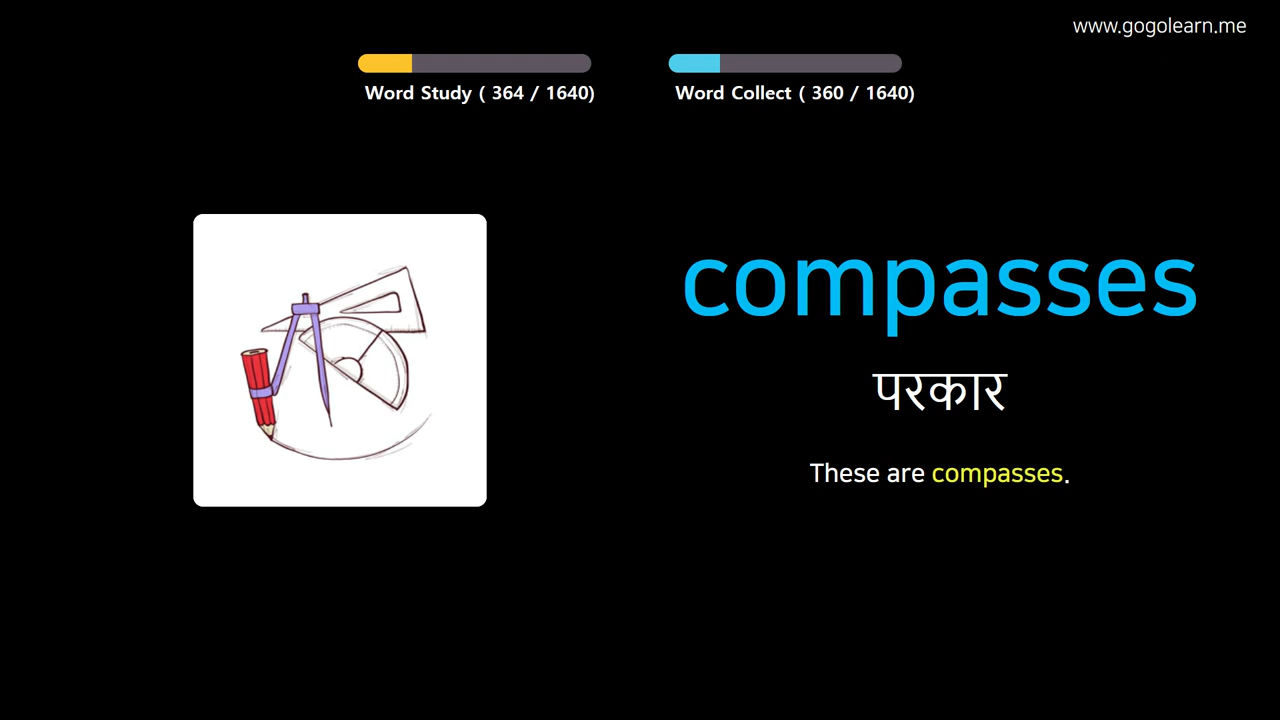 www.gogolearn.me
Word Study ( 364 / 1640)
Word Collect ( 360 / 1640)
compasses
परकार
These are compasses.